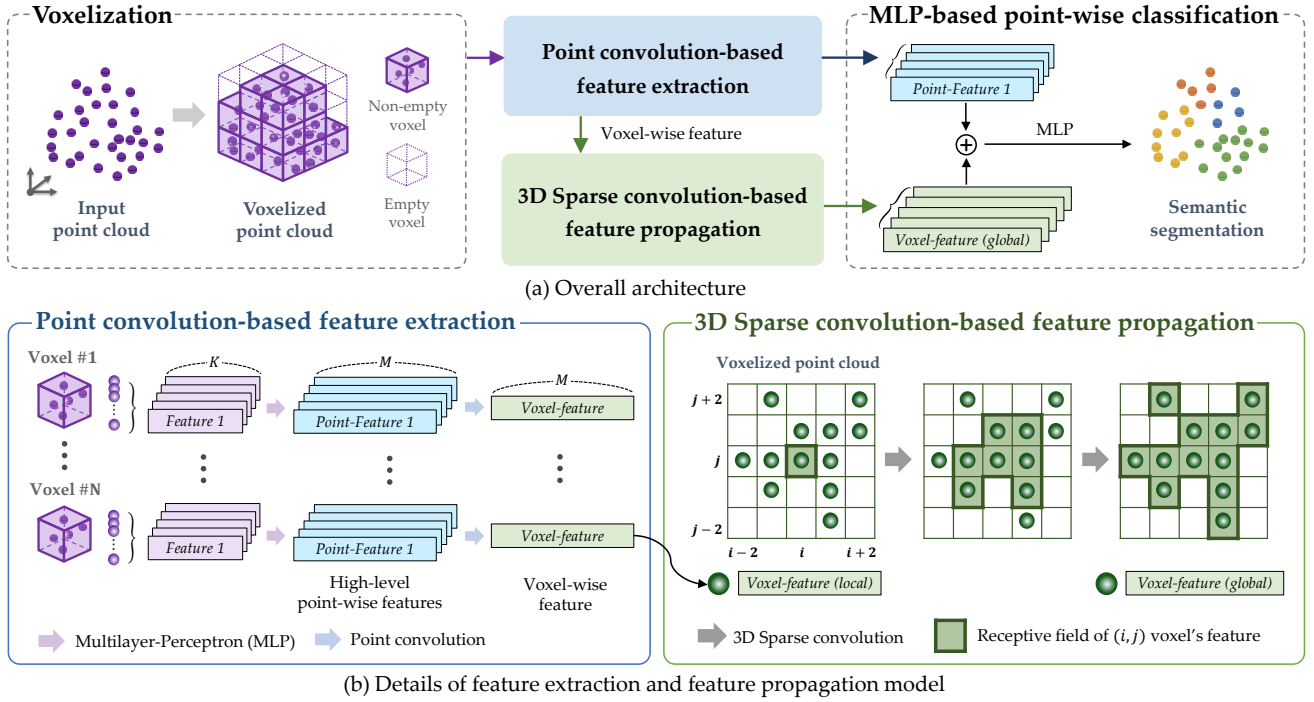 Voxelization
Input
point cloud
Voxelized
point cloud
Non-empty
voxel
Empty
voxel
Point convolution-based
feature extraction
Voxel-wise feature
3D Sparse convolution-based
feature propagation
MLP-based point-wise classification
Point-Feature 1
MLP
Voxel-feature (global)
Semantic
segmentation
(a) Overall architecture
Point convolution-based feature extraction
Voxel #1
K
M
M
Feature 1
Point-Feature 1
Voxel-feature
Voxel #N
Feature 1
Point-Feature 1
Voxel-feature
High-level
point-wise features
Voxel-wise
feature
Multilayer-Perceptron (MLP)
Point convolution
3D Sparse convolution-based feature propagation
Voxelized point cloud
j + 2
j
j − 2
i − 2
i
i + 2
Voxel-feature (local)
Voxel-feature (global)
3D Sparse convolution
Receptive field of (i, j) voxel's feature
(b) Details of feature extraction and feature propagation model